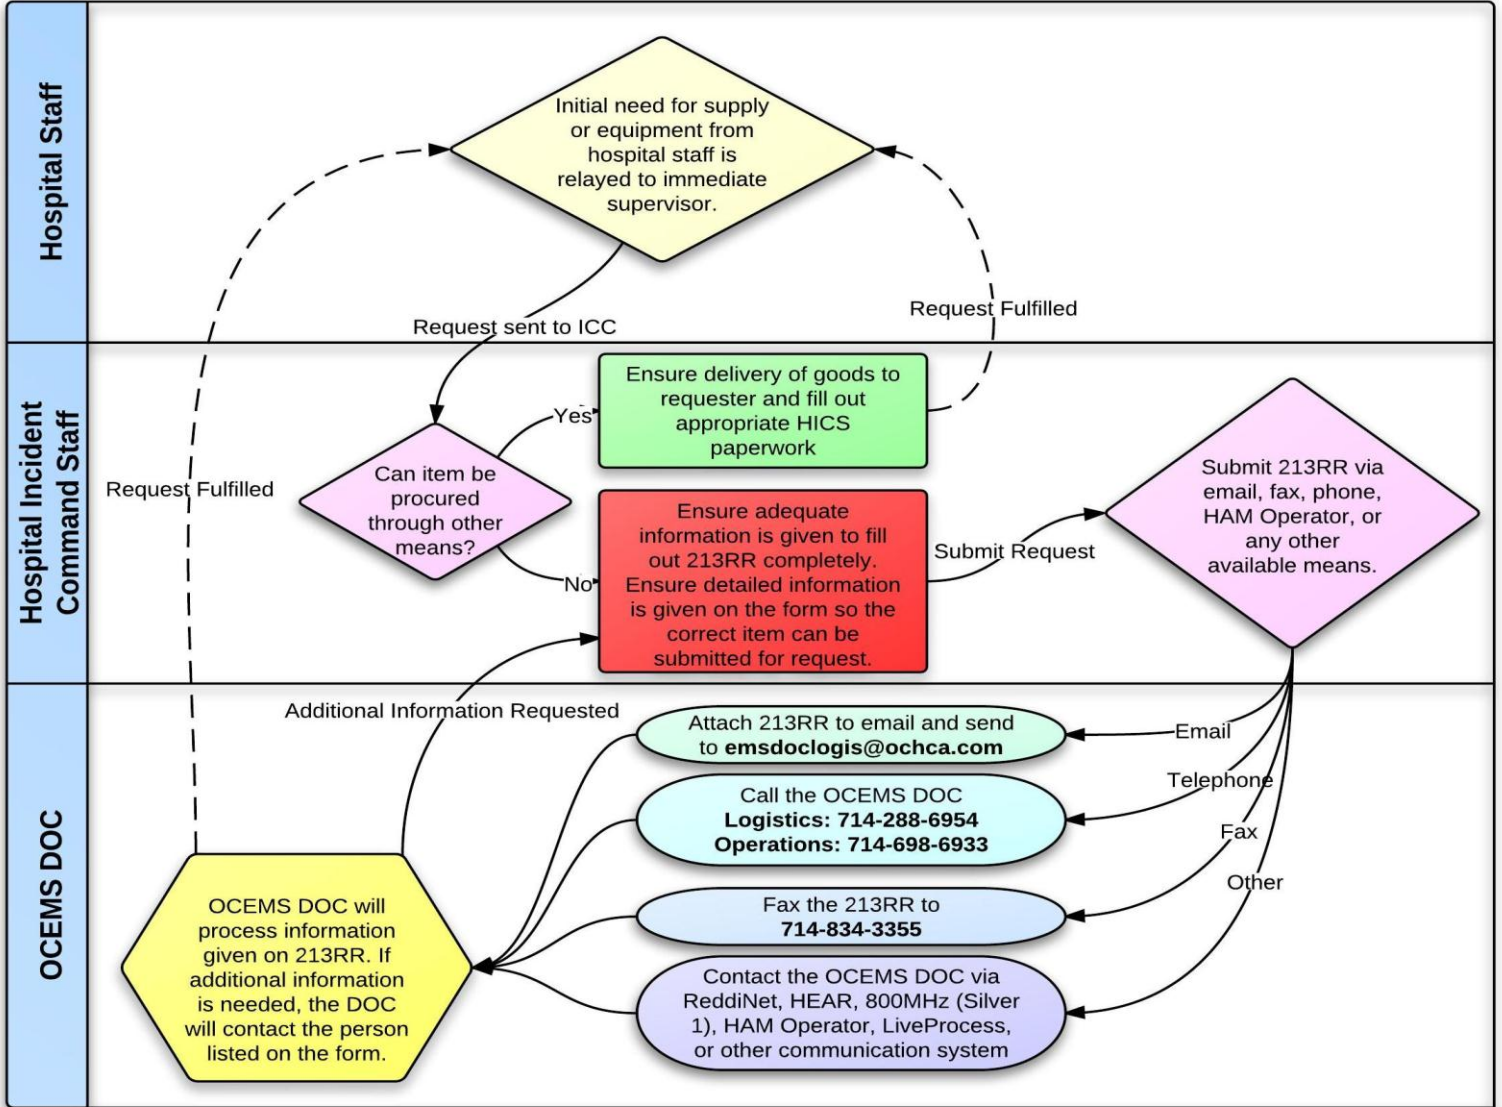 Hospital Staff
Initial need for supply
or equipment from
hospital staff is
relayed to immediate
supervisor.
Request Fulfilled
Request sent to ICC
Hospital Incident
Command Staff
Ensure delivery of goods to
requester and fill out
appropriate HICS
paperwork
Yes
Can item be
procured
through other
means?
Request Fulfilled
No
Ensure adequate
information is given to fill
out 213RR completely.
Ensure detailed information
is given on the form so the
correct item can be
submitted for request.
Submit Request
Submit 213RR via
email, fax, phone,
HAM Operator, or
any other
available means.
OCEMS DOC
Additional Information Requested
Attach 213RR to email and send
to emsdoclogis@ochca.com
Email
Call the OCEMS DOC
Logistics: 714-288-6954
Operations: 714-698-6933
Telephone
Fax the 213RR to
714-834-3355
Fax
Contact the OCEMS DOC via
ReddiNet, HEAR, 800MHz (Silver
1), HAM Operator, LiveProcess,
or other communication system
Other
OCEMS DOC will
process information
given on 213RR. If
additional information
is needed, the DOC
will contact the person
listed on the form.